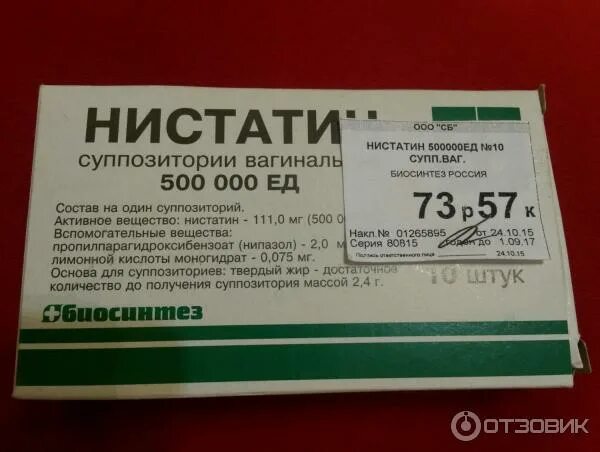 НИСТАТИН
суппозитории вагиналь
500 000 ЕД
Состав на один суппозиторий.
Активное вещество: нистатин - 111,0 мг (500 0
Вспомогательные вещества:
пропилпарагидроксибензоат (нипазол) - 2,0 м
лимонной кислоты моногидрат - 0,075 мг.
Основа для суппозиториев: твердый жир - достаточное
количество до получения суппозитория массой 2,4 г.
10 штук
биосинтез
ООО "СБ"
НИСТАТИН 500000ЕД №10
СУПП.ВАГ.
БИОСИНТЕЗ РОССИЯ
73 р 57 к
Накл.№ 01265895 от 24.10.15
Серия 80815 годен до 1.09.17
Подпись ответственного лица 24.10.15
ОТЗОВИК